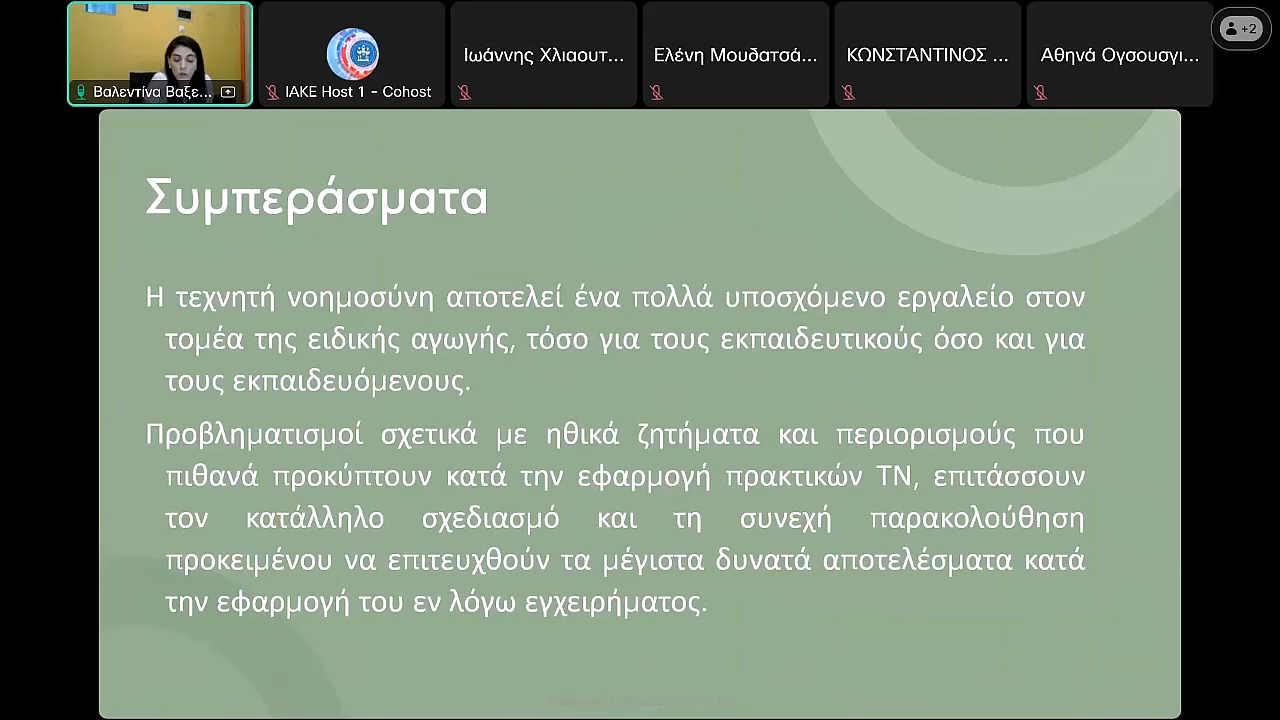 Βαλεντίνα Βαξε...
IAKE Host 1 - Cohost
Ιωάννης Χλιαουτ...
Ελένη Μουδατσά...
ΚΩΝΣΤΑΝΤΙΝΟΣ ...
Αθηνά Ογσουσγι...
+2
Συμπεράσματα
Η τεχνητή νοημοσύνη αποτελεί ένα πολλά υποσχόμενο εργαλείο στον
τομέα της ειδικής αγωγής, τόσο για τους εκπαιδευτικούς όσο και για
τους εκπαιδευόμενους.
Προβληματισμοί σχετικά με ηθικά ζητήματα και περιορισμούς που
πιθανά προκύπτουν κατά την εφαρμογή πρακτικών ΤΝ, επιτάσσουν
τον κατάλληλο σχεδιασμό και τη συνεχή παρακολούθηση
προκειμένου να επιτευχθούν τα μέγιστα δυνατά αποτελέσματα κατά
την εφαρμογή του εν λόγω εγχειρήματος.